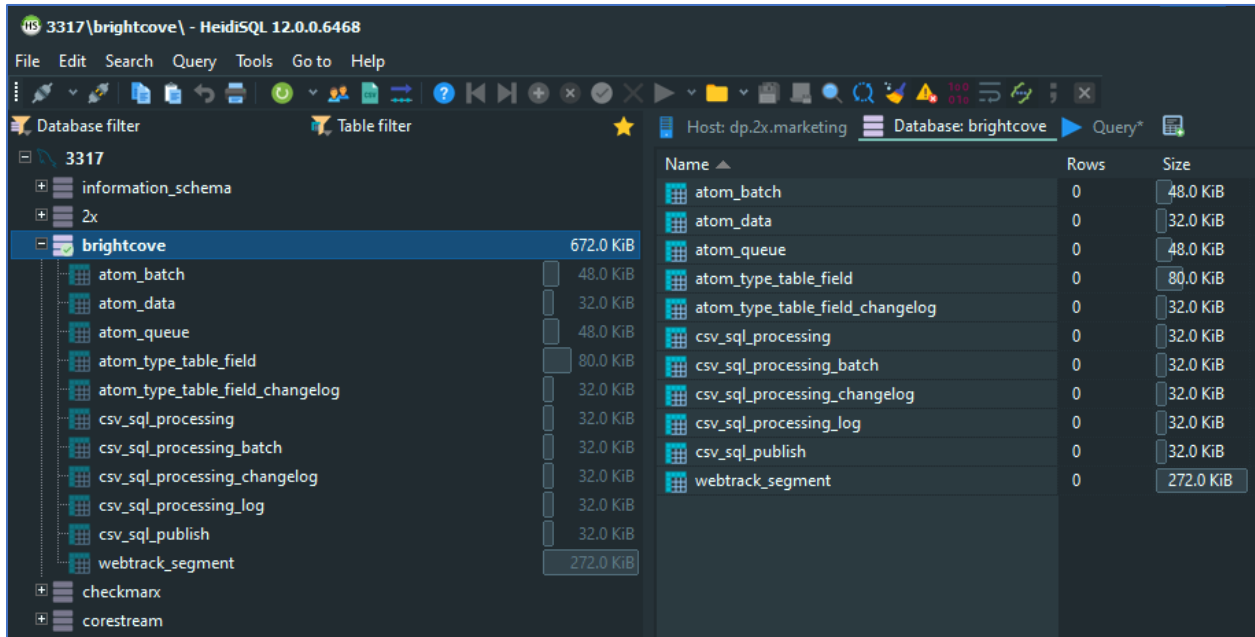 3317\brightcove\ - HeidiSQL 12.0.0.6468
File Edit Search Query Tools Go to Help
Database filter Table filter
Host: dp.2x.marketing Database: brightcove Query*
3317
information_schema
2x
brightcove 672.0 KiB
atom_batch 48.0 KiB
atom_data 32.0 KiB
atom_queue 48.0 KiB
atom_type_table_field 80.0 KiB
atom_type_table_field_changelog 32.0 KiB
csv_sql_processing 32.0 KiB
csv_sql_processing_batch 32.0 KiB
csv_sql_processing_changelog 32.0 KiB
csv_sql_processing_log 32.0 KiB
csv_sql_publish 32.0 KiB
webtrack_segment 272.0 KiB
checkmarx
corestream
Name Rows Size
atom_batch 0 48.0 KiB
atom_data 0 32.0 KiB
atom_queue 0 48.0 KiB
atom_type_table_field 0 80.0 KiB
atom_type_table_field_changelog 0 32.0 KiB
csv_sql_processing 0 32.0 KiB
csv_sql_processing_batch 0 32.0 KiB
csv_sql_processing_changelog 0 32.0 KiB
csv_sql_processing_log 0 32.0 KiB
csv_sql_publish 0 32.0 KiB
webtrack_segment 0 272.0 KiB